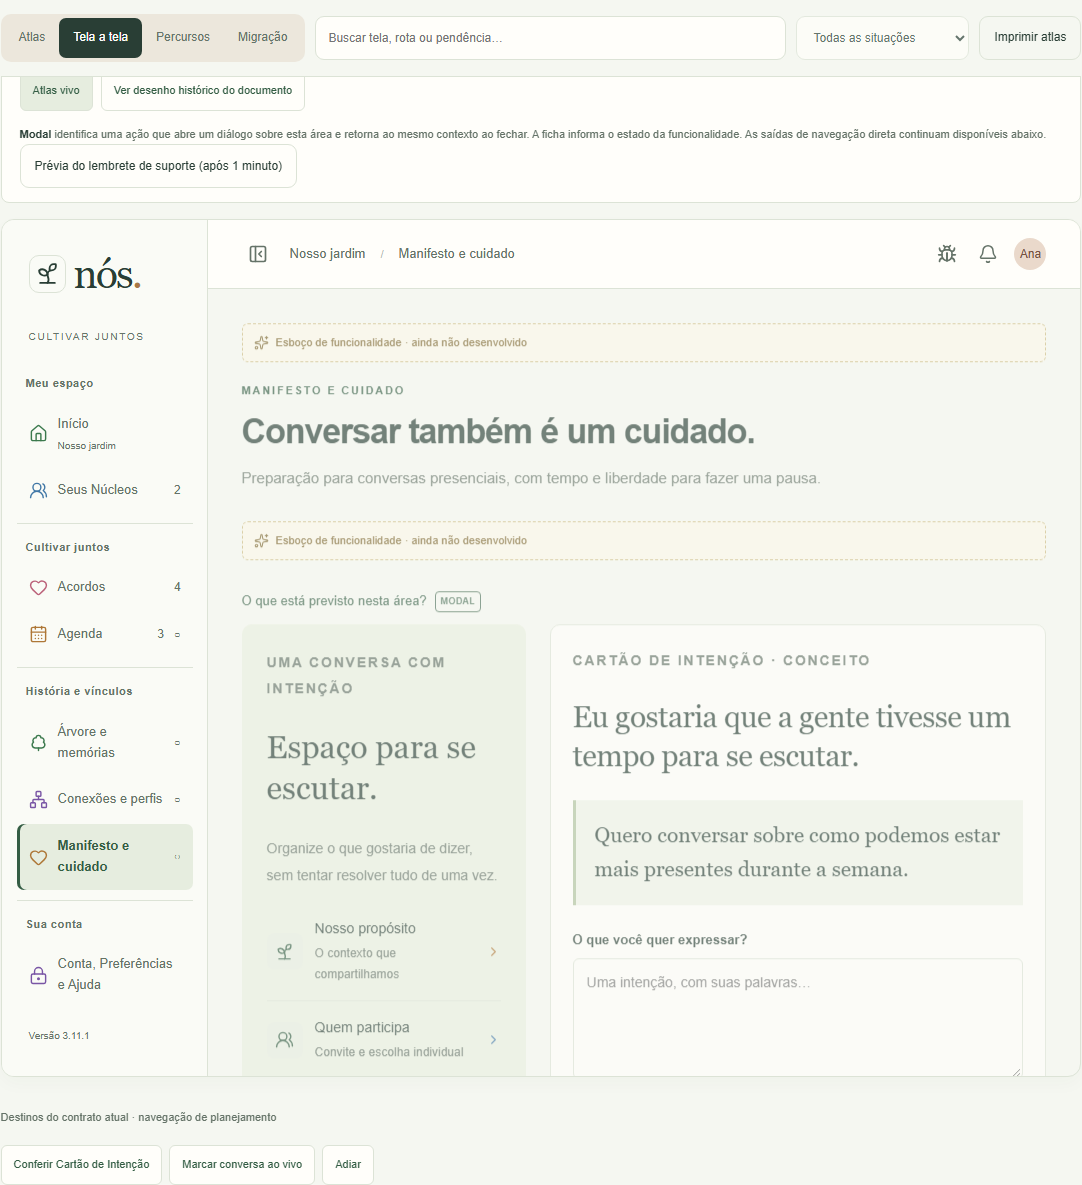 Atlas
Tela a tela
Percursos
Migração
Buscar tela, rota ou pendência...
Todas as situações
Imprimir atlas
Atlas vivo
Ver desenho histórico do documento
Modal identifica uma ação que abre um diálogo sobre esta área e retorna ao mesmo contexto ao fechar. A ficha informa o estado da funcionalidade. As saídas de navegação direta continuam disponíveis abaixo.
Prévia do lembrete de suporte (após 1 minuto)
nós.
CULTIVAR JUNTOS
Meu espaço
Início
Nosso jardim
Seus Núcleos 2
Cultivar juntos
Acordos 4
Agenda 3
História e vínculos
Árvore e
memórias
Conexões e perfis
Manifesto e
cuidado
Sua conta
Conta, Preferências
e Ajuda
Versão 3.11.1
Nosso jardim / Manifesto e cuidado
Ana
Esboço de funcionalidade · ainda não desenvolvido
MANIFESTO E CUIDADO
Conversar também é um cuidado.
Preparação para conversas presenciais, com tempo e liberdade para fazer uma pausa.
Esboço de funcionalidade · ainda não desenvolvido
O que está previsto nesta área? MODAL
UMA CONVERSA COM
INTENÇÃO
Espaço para se
escutar.
Organize o que gostaria de dizer,
sem tentar resolver tudo de uma vez.
Nosso propósito
O contexto que
compartilhamos
Quem participa
Convite e escolha individual
CARTÃO DE INTENÇÃO · CONCEITO
Eu gostaria que a gente tivesse um
tempo para se escutar.
Quero conversar sobre como podemos estar
mais presentes durante a semana.
O que você quer expressar?
Uma intenção, com suas palavras...
Destinos do contrato atual · navegação de planejamento
Conferir Cartão de Intenção
Marcar conversa ao vivo
Adiar